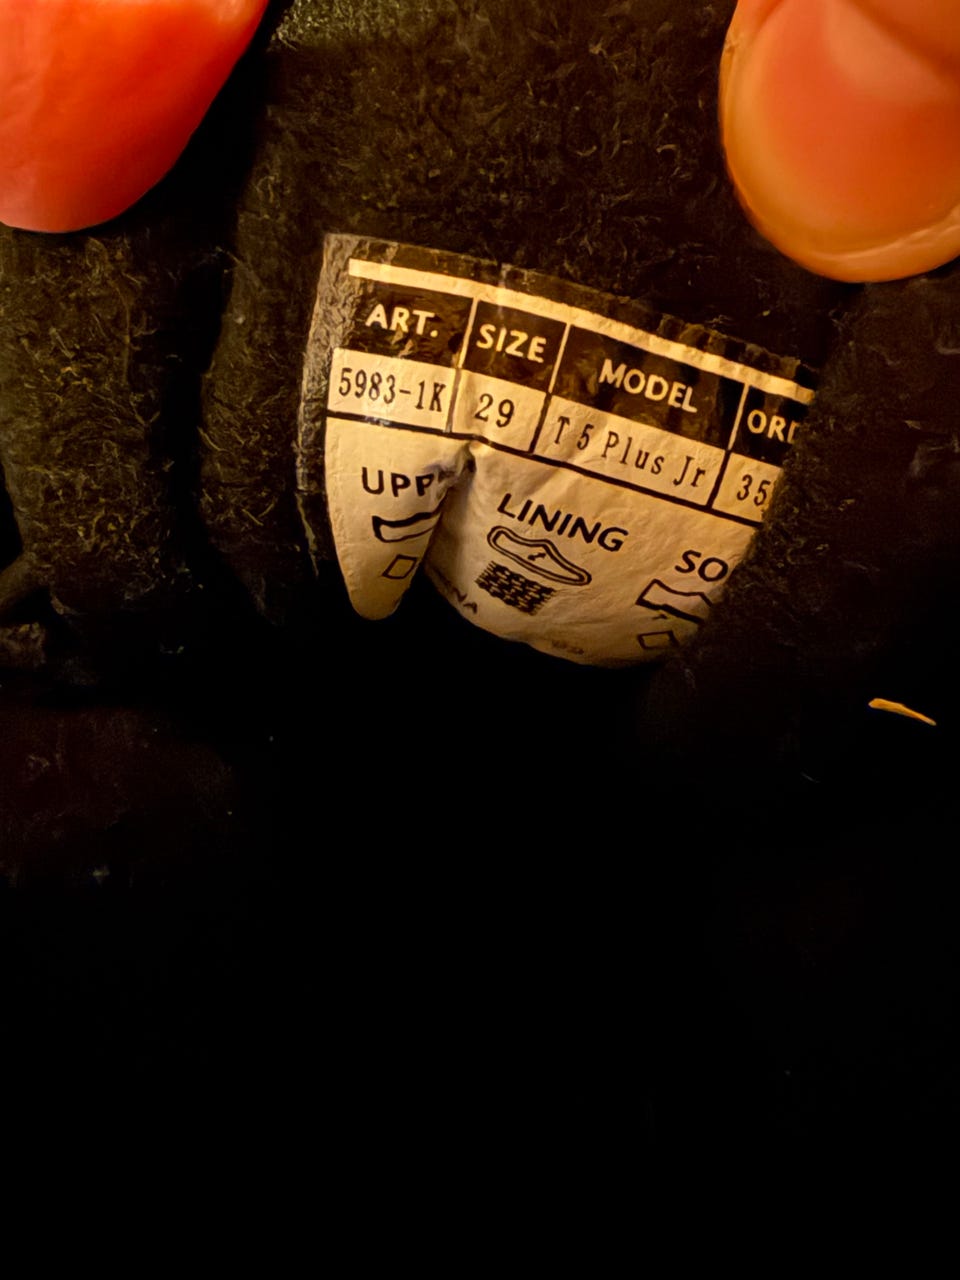 ART. SIZE MODEL ORD
5983-1K 29 T 5 Plus Jr 35
UPP LINING SO